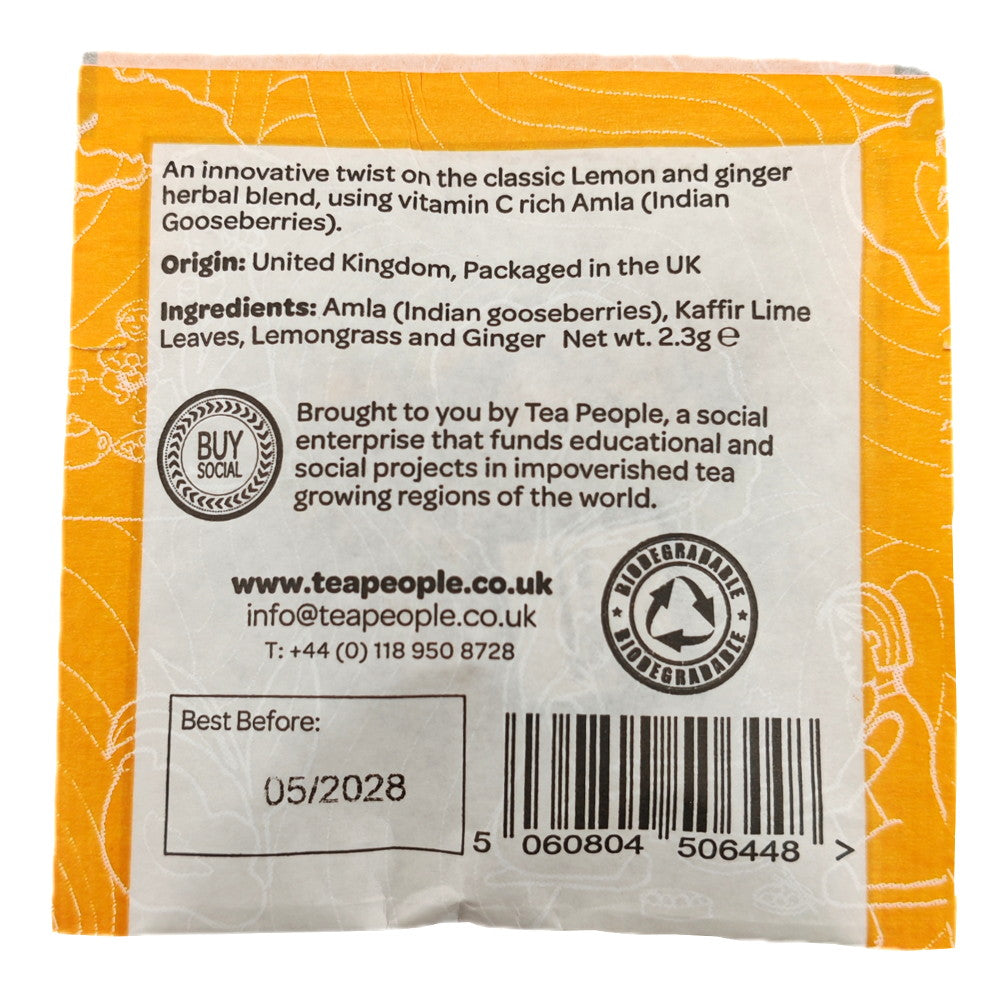 An innovative twist on the classic Lemon and ginger
herbal blend, using vitamin C rich Amla (Indian
Gooseberries).
Origin: United Kingdom, Packaged in the UK
Ingredients: Amla (Indian gooseberries), Kaffir Lime
Leaves, Lemongrass and Ginger Net wt. 2.3g ℮
BUY
SOCIAL
Brought to you by Tea People, a social
enterprise that funds educational and
social projects in impoverished tea
growing regions of the world.
www.teapeople.co.uk
info@teapeople.co.uk
T: +44 (0) 118 950 8728
BIODEGRADABLE
BIODEGRADABLE
Best Before:
05/2028
5 060804 506448 >